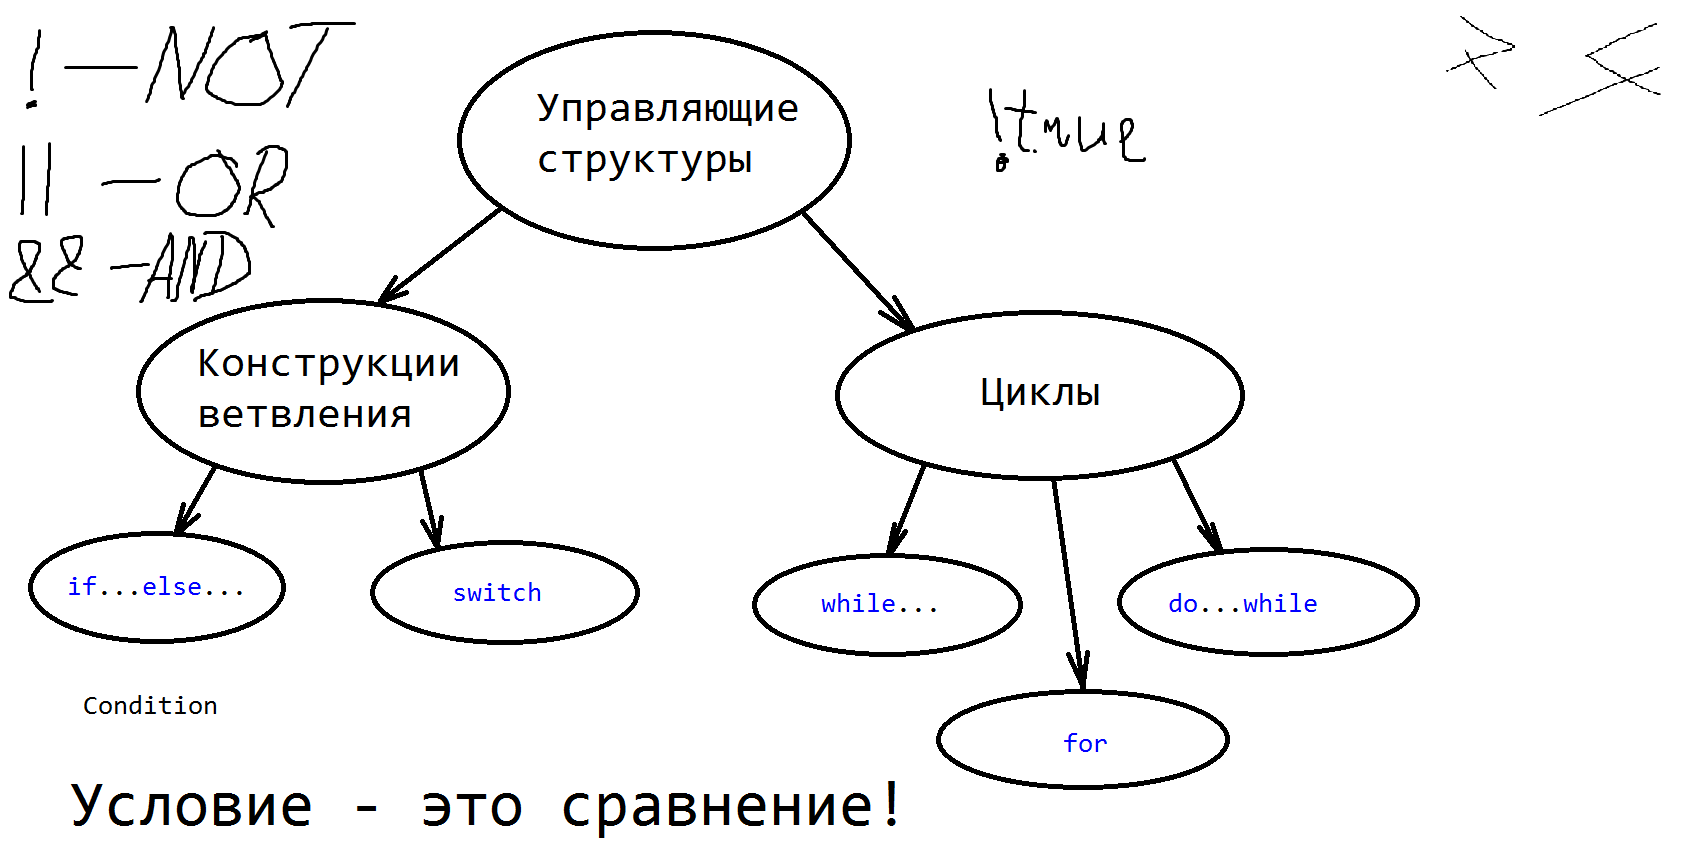 ! — NOT
|| — OR
&& - AND
Управляющие
структуры
!true
Конструкции
ветвления
Циклы
if...else...
switch
while...
do...while
for
Condition
Условие - это сравнение!